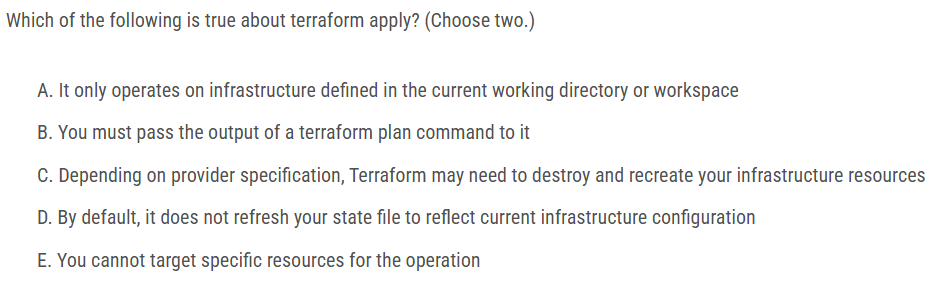 Which of the following is true about terraform apply? (Choose two.)
A. It only operates on infrastructure defined in the current working directory or workspace
B. You must pass the output of a terraform plan command to it
C. Depending on provider specification, Terraform may need to destroy and recreate your infrastructure resources
D. By default, it does not refresh your state file to reflect current infrastructure configuration
E. You cannot target specific resources for the operation